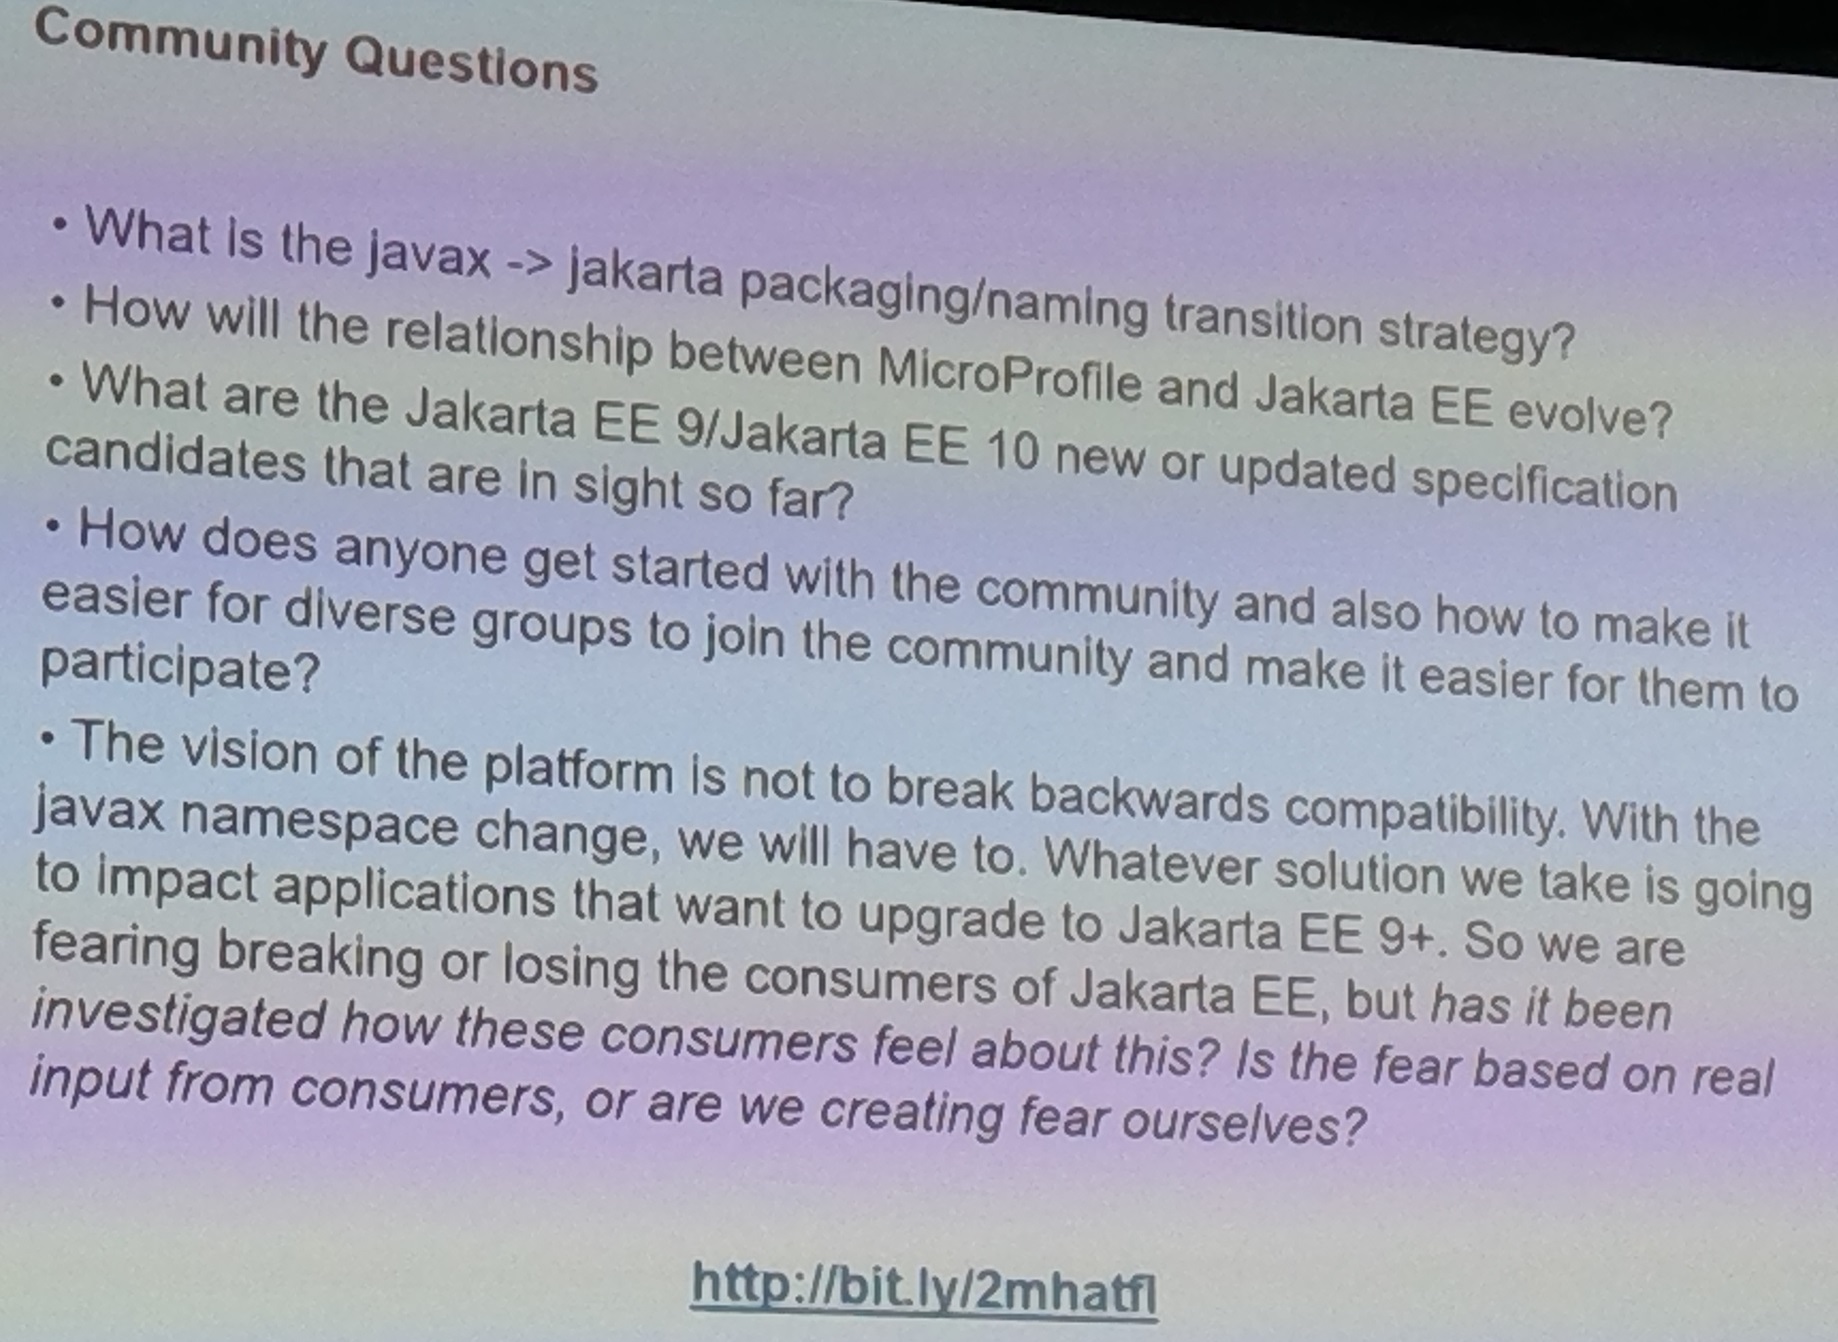 Community Questions
• What is the javax -> jakarta packaging/naming transition strategy?
• How will the relationship between MicroProfile and Jakarta EE evolve?
• What are the Jakarta EE 9/Jakarta EE 10 new or updated specification
candidates that are in sight so far?
• How does anyone get started with the community and also how to make it
easier for diverse groups to join the community and make it easier for them to
participate?
• The vision of the platform is not to break backwards compatibility. With the
javax namespace change, we will have to. Whatever solution we take is going
to impact applications that want to upgrade to Jakarta EE 9+. So we are
fearing breaking or losing the consumers of Jakarta EE, but has it been
investigated how these consumers feel about this? Is the fear based on real
input from consumers, or are we creating fear ourselves?
http://bit.ly/2mhatfl